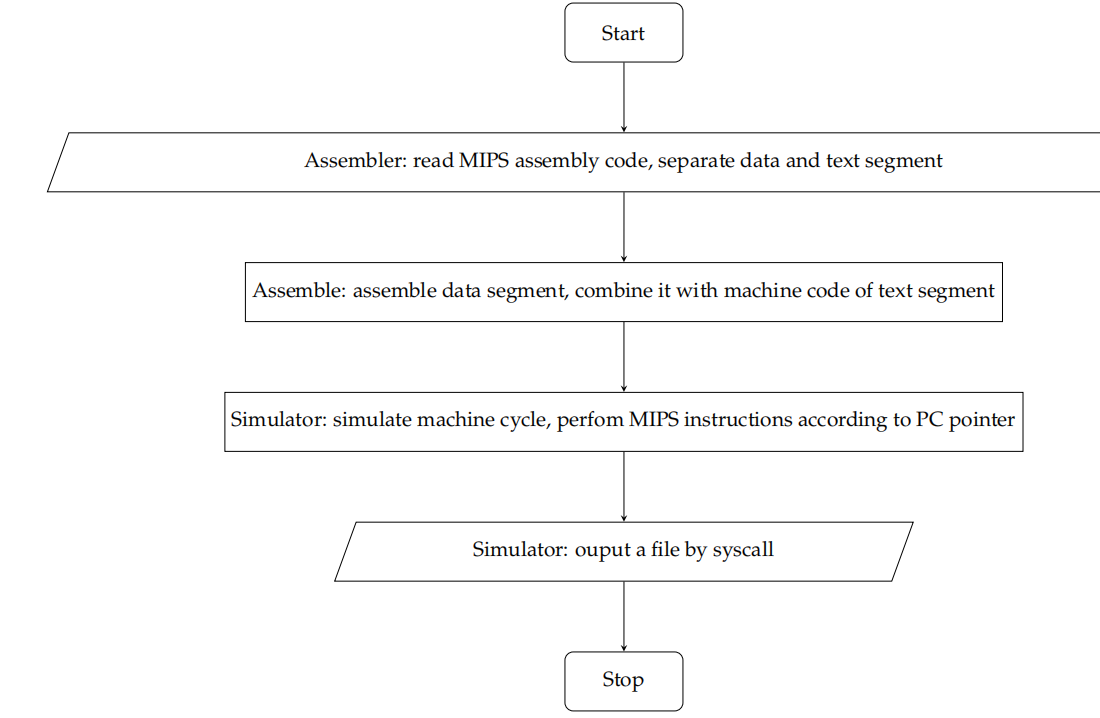 Start
Assembler: read MIPS assembly code, separate data and text segment
Assemble: assemble data segment, combine it with machine code of text segment
Simulator: simulate machine cycle, perfom MIPS instructions according to PC pointer
Simulator: ouput a file by syscall
Stop